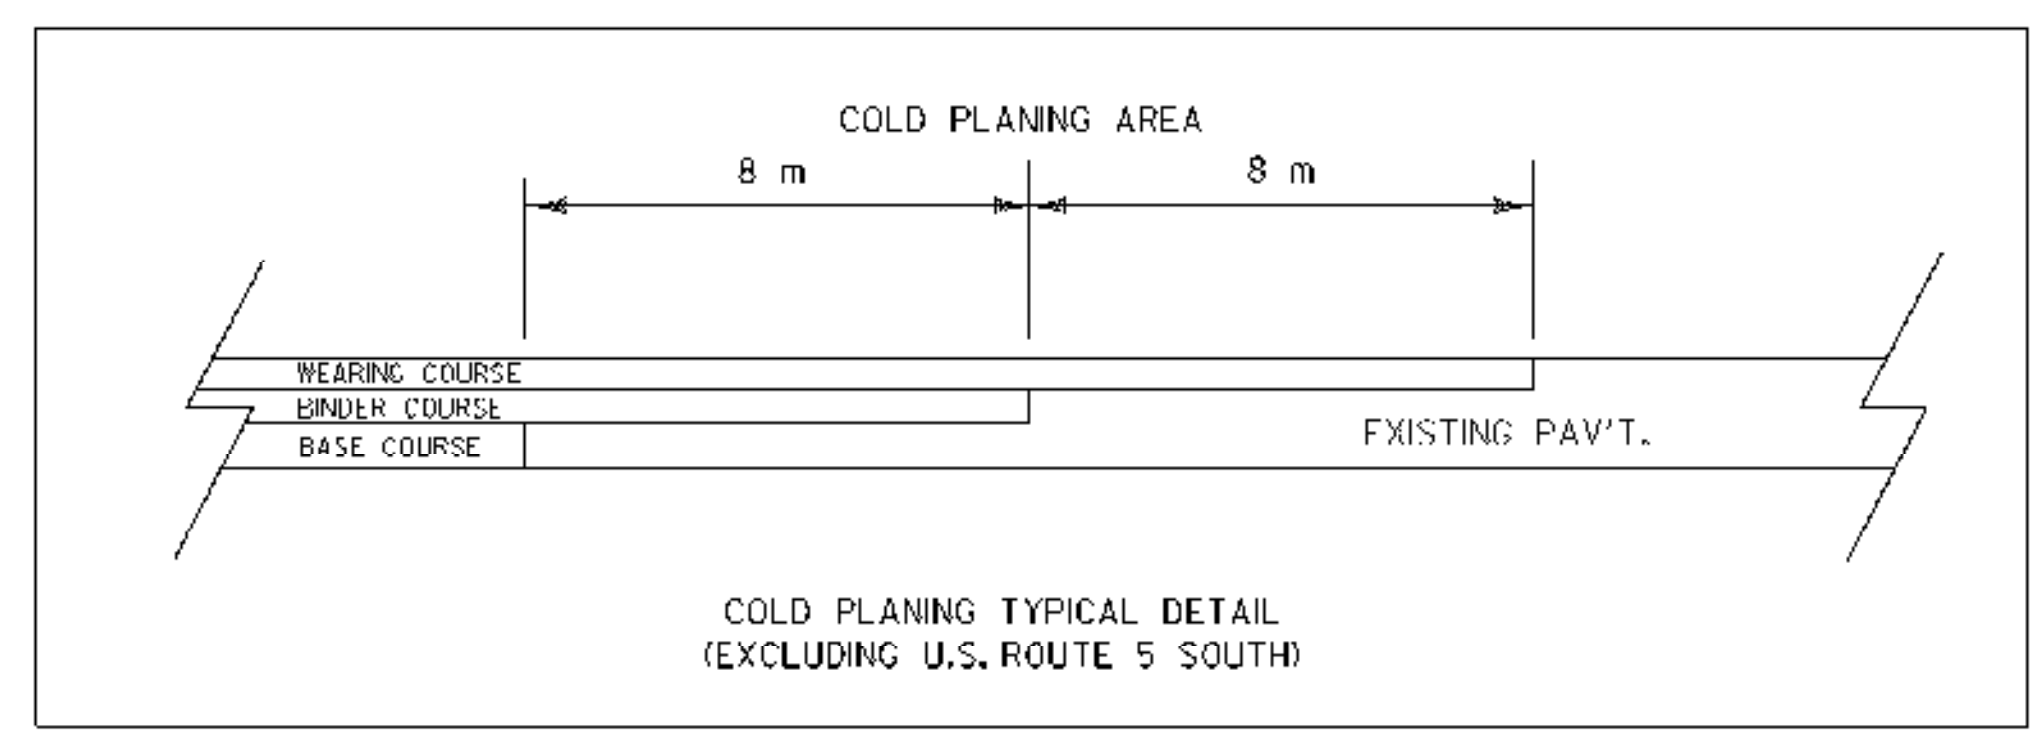 COLD PLANING AREA
8 m 8 m
WEARING COURSE
BINDER COURSE
EXISTING PAV'T.
BASE COURSE
COLD PLANING TYPICAL DETAIL
(EXCLUDING U.S. ROUTE 5 SOUTH)